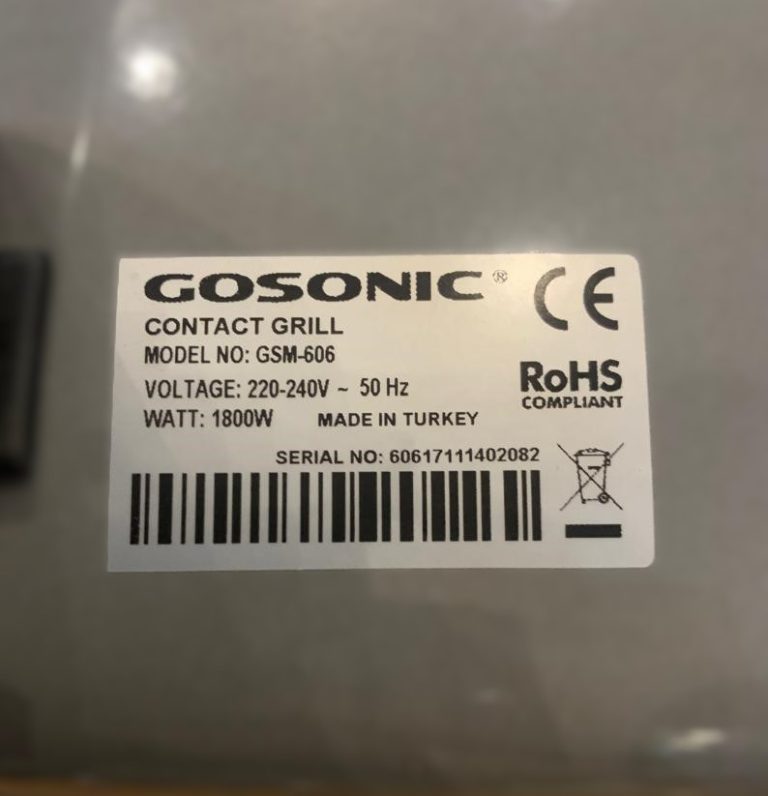 GOSONIC®
CE
CONTACT GRILL
MODEL NO: GSM-606
RoHS
COMPLIANT
VOLTAGE: 220-240V ~ 50 Hz
WATT: 1800W MADE IN TURKEY
SERIAL NO: 60617111402082